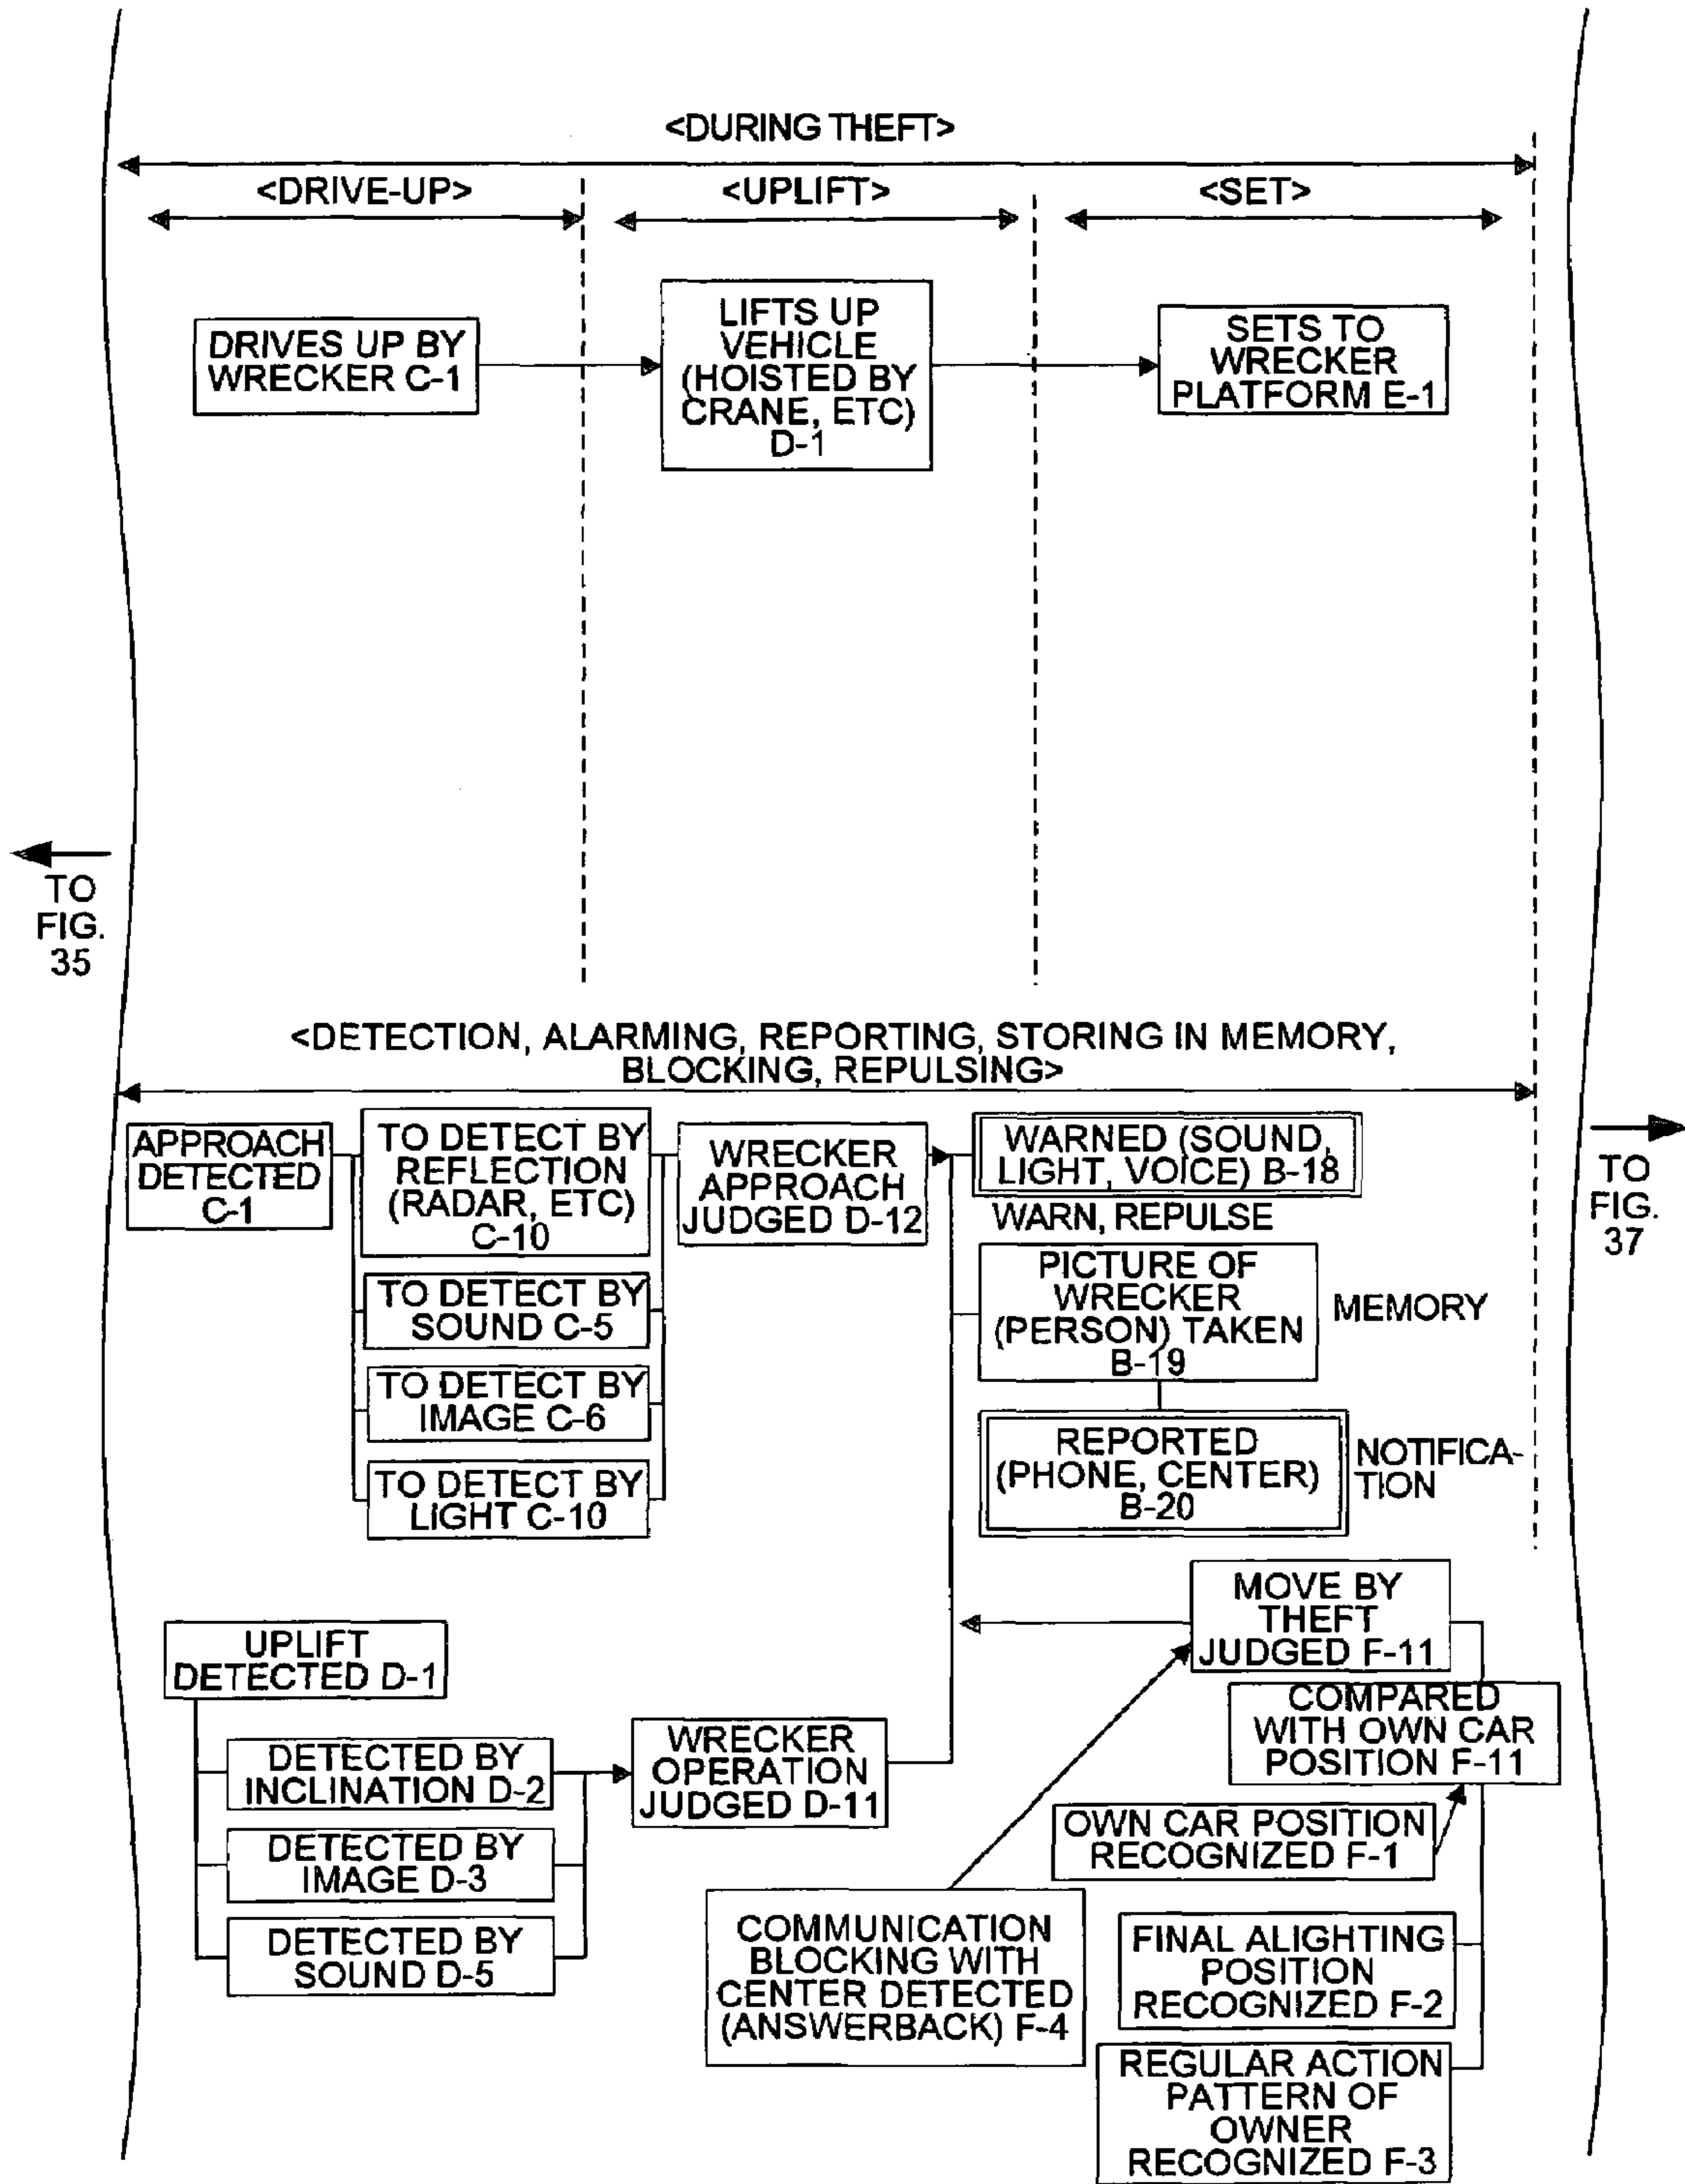 <DURING THEFT>
<DRIVE-UP>
<UPLIFT>
<SET>
DRIVES UP BY
WRECKER C-1
LIFTS UP
VEHICLE
(HOISTED BY
CRANE, ETC)
D-1
SETS TO
WRECKER
PLATFORM E-1
TO
FIG.
35
<DETECTION, ALARMING, REPORTING, STORING IN MEMORY,
BLOCKING, REPULSING>
APPROACH
DETECTED
C-1
TO DETECT BY
REFLECTION
(RADAR, ETC)
C-10
TO DETECT BY
SOUND C-5
TO DETECT BY
IMAGE C-6
TO DETECT BY
LIGHT C-10
WRECKER
APPROACH
JUDGED D-12
WARNED (SOUND,
LIGHT, VOICE) B-18
WARN, REPULSE
PICTURE OF
WRECKER
(PERSON) TAKEN
B-19
MEMORY
REPORTED
(PHONE, CENTER)
B-20
NOTIFICA-
TION
TO
FIG.
37
UPLIFT
DETECTED D-1
DETECTED BY
INCLINATION D-2
DETECTED BY
IMAGE D-3
DETECTED BY
SOUND D-5
WRECKER
OPERATION
JUDGED D-11
MOVE BY
THEFT
JUDGED F-11
COMPARED
WITH OWN CAR
POSITION F-11
OWN CAR POSITION
RECOGNIZED F-1
COMMUNICATION
BLOCKING WITH
CENTER DETECTED
(ANSWERBACK) F-4
FINAL ALIGHTING
POSITION
RECOGNIZED F-2
REGULAR ACTION
PATTERN OF
OWNER
RECOGNIZED F-3